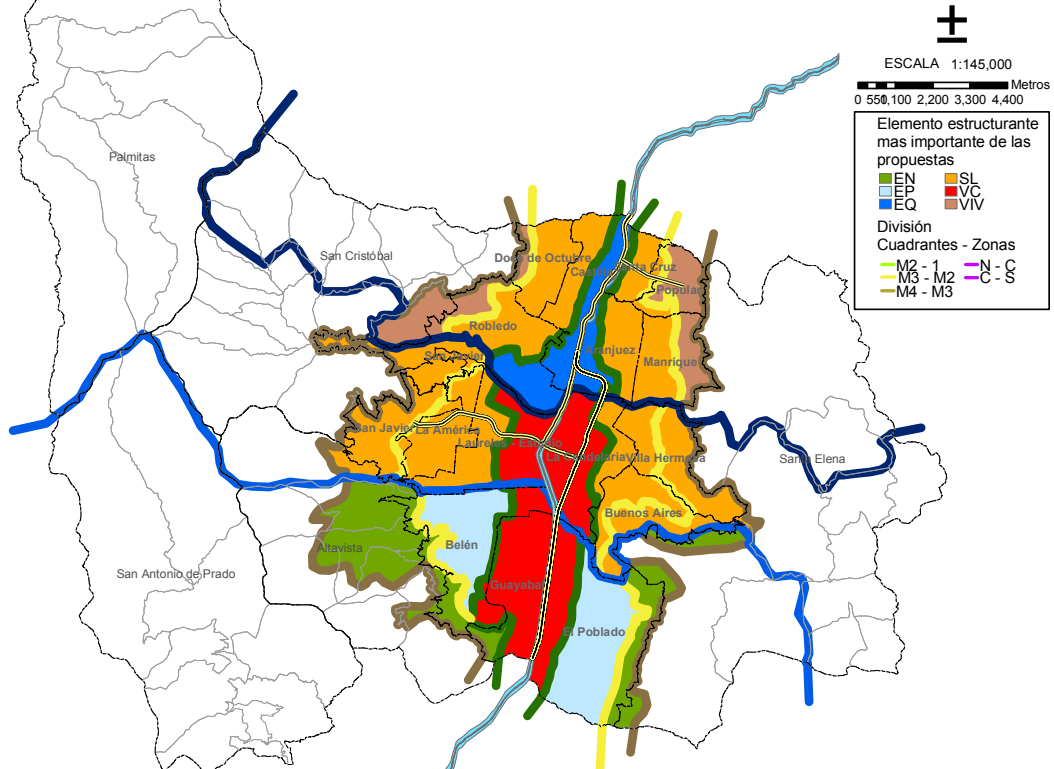 ±
ESCALA 1:145,000
Metros
0 550 1,100 2,200 3,300 4,400
Elemento estructurante
mas importante de las
propuestas
EN SL
EP VC
EQ VIV
División
Cuadrantes - Zonas
M2 - 1 N - C
M3 - M2 C - S
M4 - M3
Palmitas
San Cristóbal
Doce de Octubre
Castilla
Santa Cruz
Popular
Robledo
Aranjuez
San Javier
Manrique
San Javier
La América
Laureles - Estadio
La Candelaria
Villa Hermosa
Santa Elena
Buenos Aires
Altavista
Belén
San Antonio de Prado
Guayabal
El Poblado